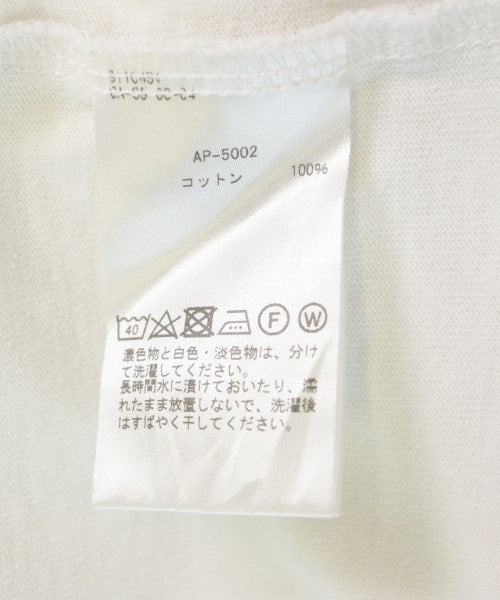 AP-5002
コットン 100%
40 F W
濃色物と白色・淡色物は、分け
て洗濯してください。
長時間水に漬けておいたり、濡
れたまま放置しないで、洗濯後
はすばやく干してください。